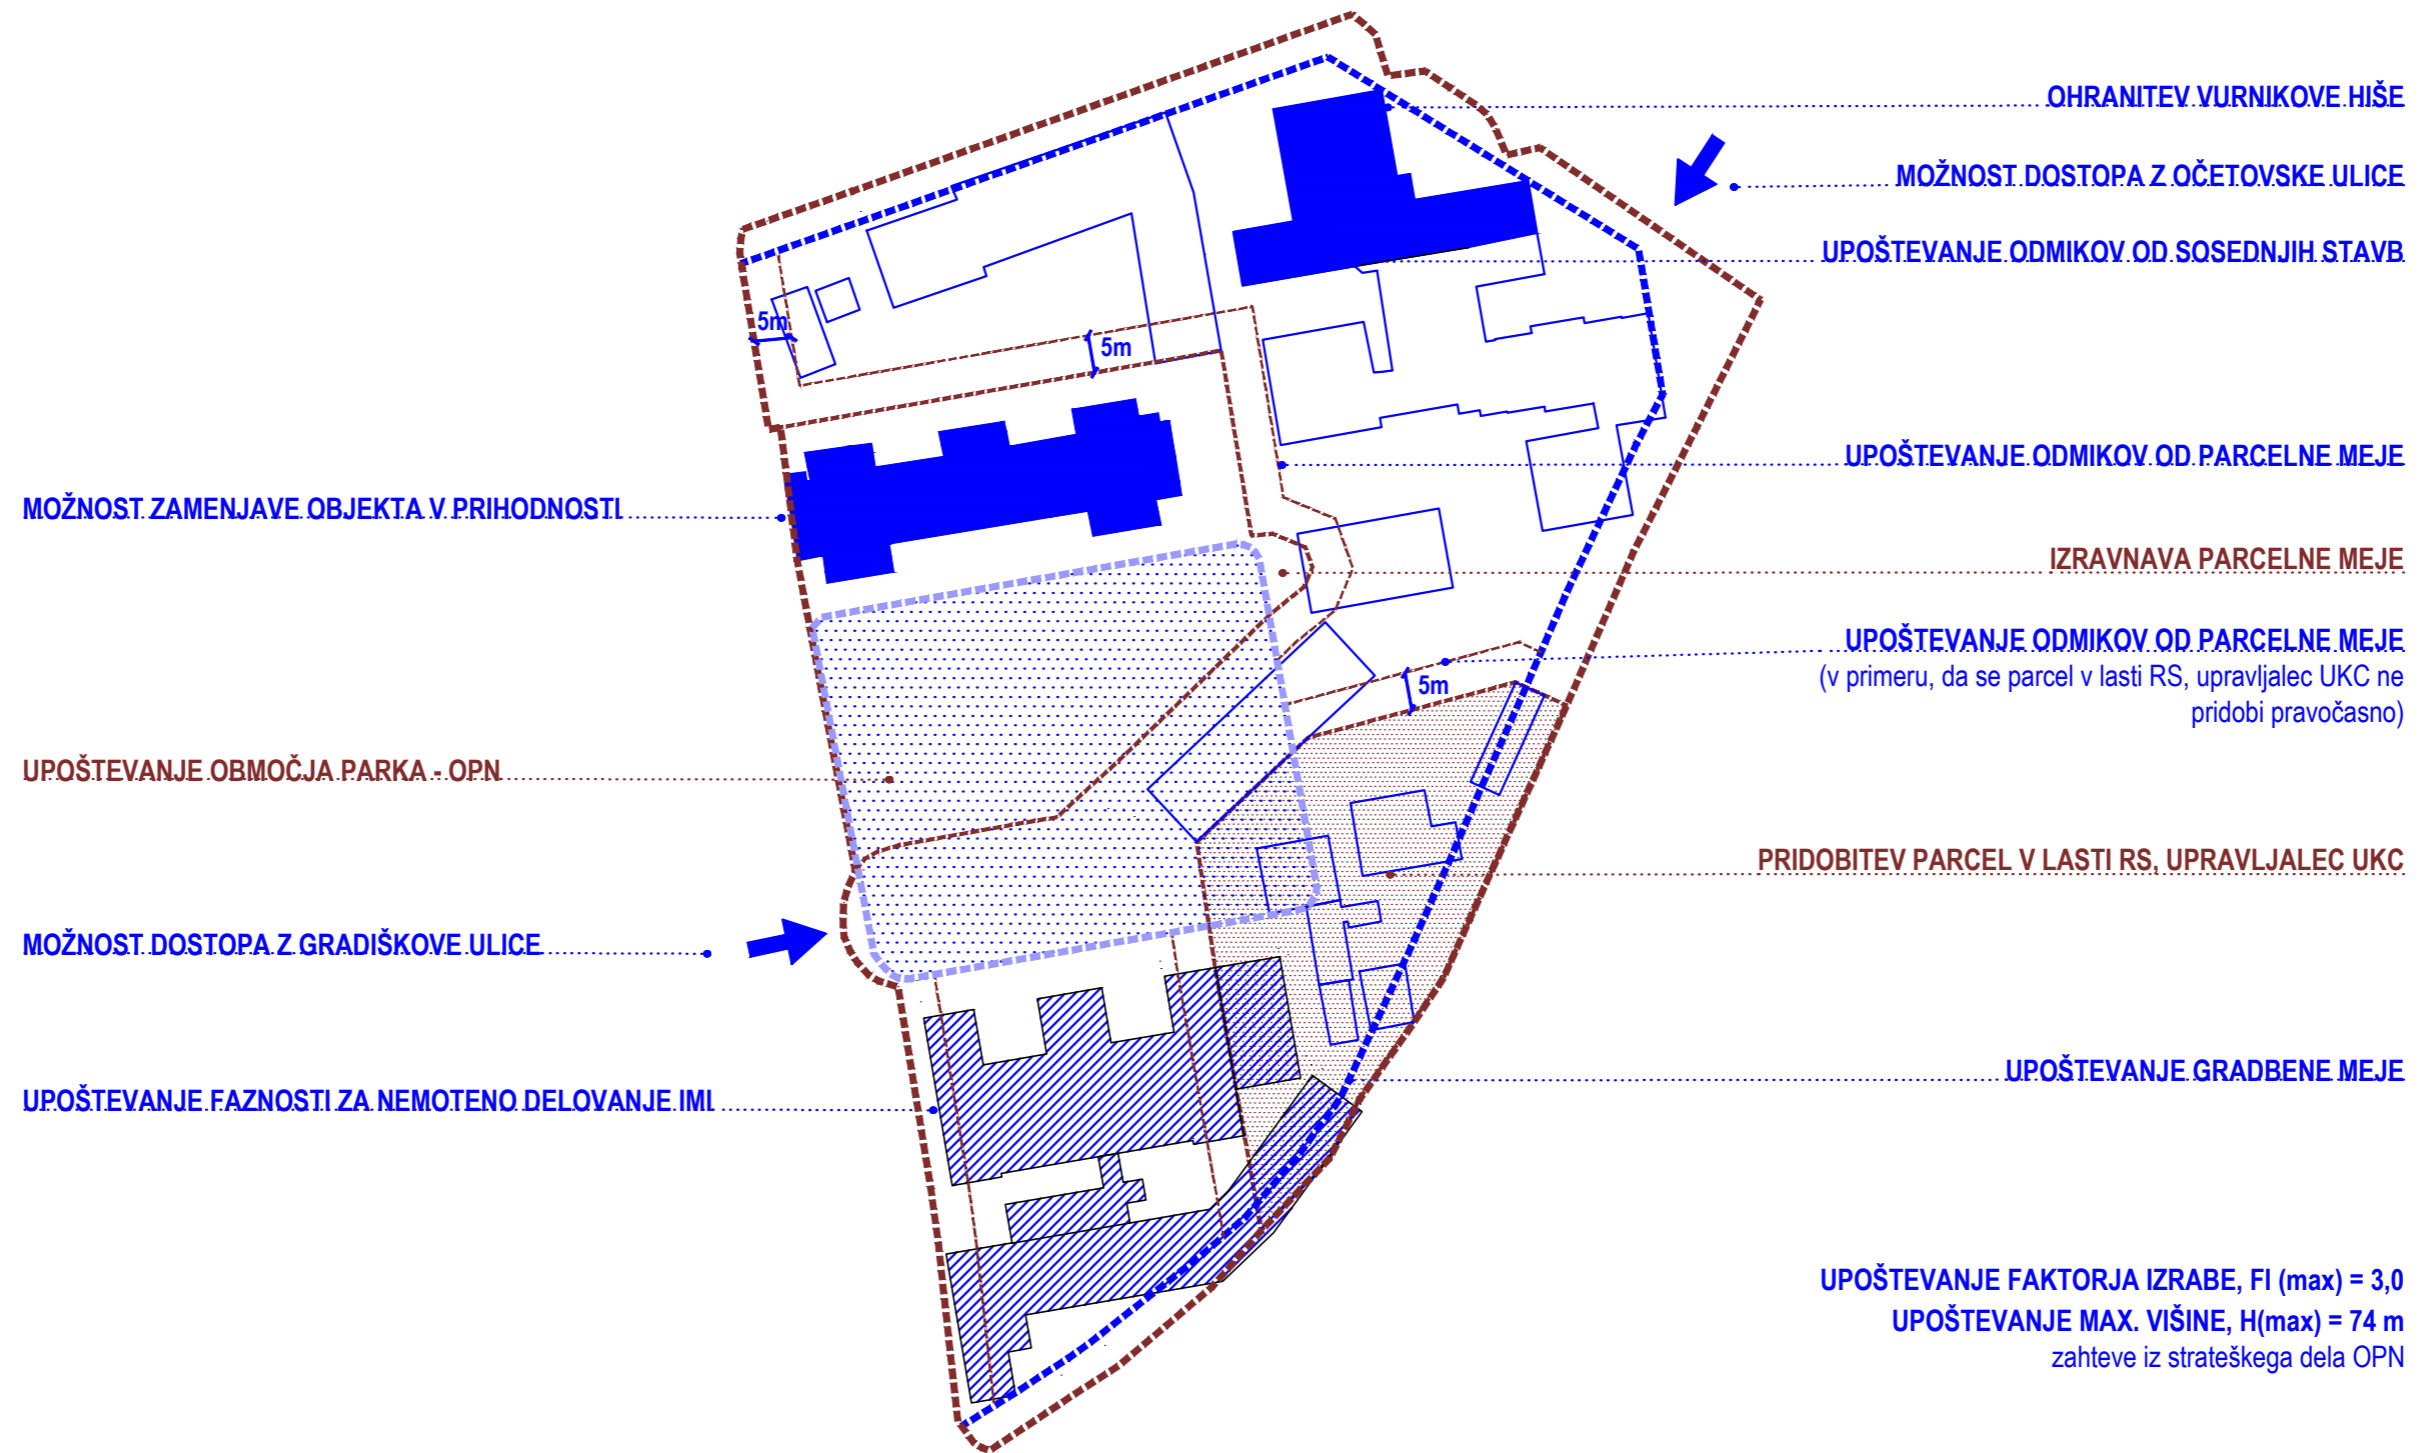 OHRANITEV VURNIKOVE HIŠE
MOŽNOST DOSTOPA Z OČETOVSKE ULICE
UPOŠTEVANJE ODMIKOV OD SOSEDNJIH STAVB
5m
5m
UPOŠTEVANJE ODMIKOV OD PARCELNE MEJE
MOŽNOST ZAMENJAVE OBJEKTA V PRIHODNOSTI
IZRAVNAVA PARCELNE MEJE
UPOŠTEVANJE ODMIKOV OD PARCELNE MEJE
(v primeru, da se parcel v lasti RS, upravljalec UKC ne
pridobi pravočasno)
5m
UPOŠTEVANJE OBMOČJA PARKA - OPN
PRIDOBITEV PARCEL V LASTI RS, UPRAVLJALEC UKC
MOŽNOST DOSTOPA Z GRADIŠKOVE ULICE
UPOŠTEVANJE GRADBENE MEJE
UPOŠTEVANJE FAZNOSTI ZA NEMOTENO DELOVANJE IMI
UPOŠTEVANJE FAKTORJA IZRABE, FI (max) = 3,0
UPOŠTEVANJE MAX. VIŠINE, H(max) = 74 m
zahteve iz strateškega dela OPN